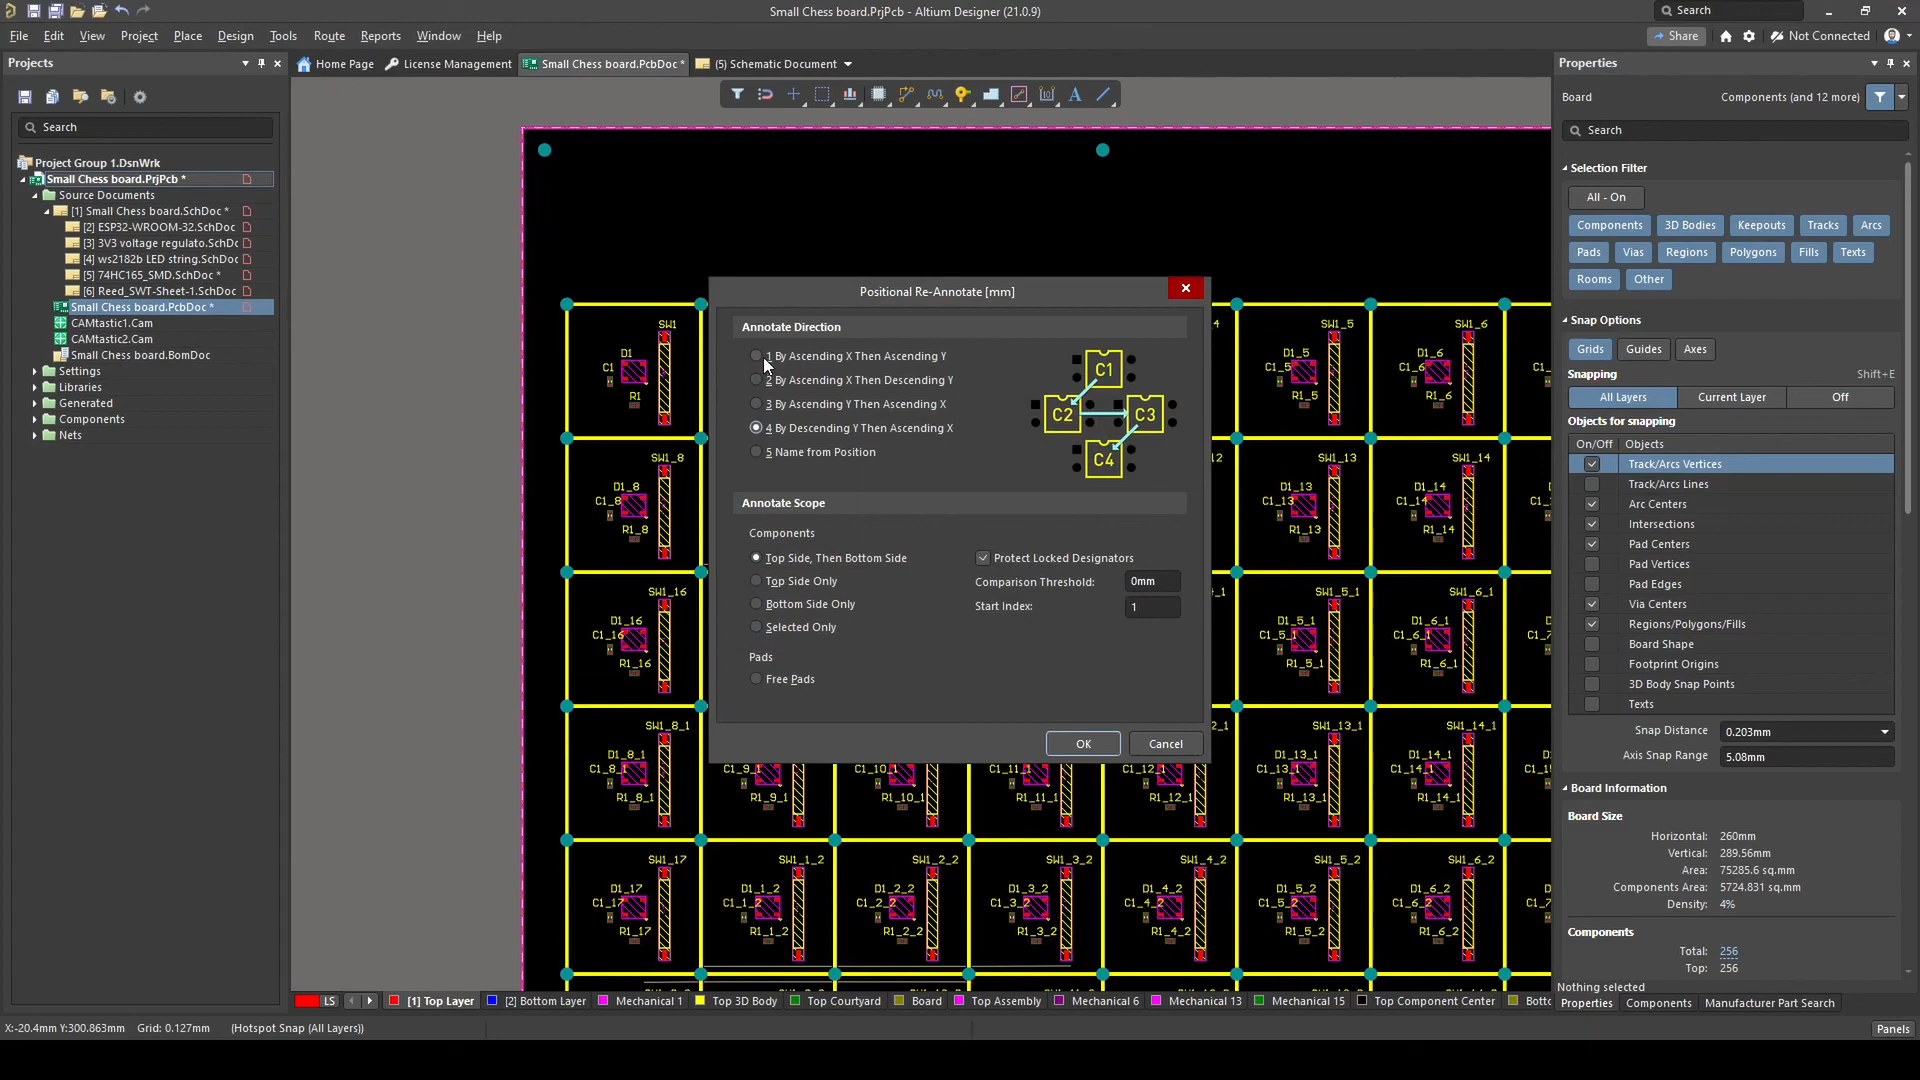 Small Chess board.PrjPcb - Altium Designer (21.0.9)
Search
File Edit View Project Place Design Tools Route Reports Window Help
Share Not Connected
Projects
Home Page License Management Small Chess board.PcbDoc * (5) Schematic Document
Properties
Board Components (and 12 more)
Search
Search
Project Group 1.DsnWrk
Small Chess board.PrjPcb *
Source Documents
[1] Small Chess board.SchDoc *
[2] ESP32-WROOM-32.SchDoc
[3] 3V3 voltage regulato.SchDc
[4] ws2182b LED string.SchDoc
[5] 74HC165_SMD.SchDoc *
[6] Reed_SWT-Sheet-1.SchDoc
Small Chess board.PcbDoc *
CAMtastic1.Cam
CAMtastic2.Cam
Small Chess board.BomDoc
Settings
Libraries
Generated
Components
Nets
Positional Re-Annotate [mm]
Annotate Direction
1 By Ascending X Then Ascending Y
2 By Ascending X Then Descending Y
3 By Ascending Y Then Ascending X
4 By Descending Y Then Ascending X
5 Name from Position
C1
C2 C3
C4
Annotate Scope
Components
Top Side, Then Bottom Side
Top Side Only
Bottom Side Only
Selected Only
Protect Locked Designators
Comparison Threshold: 0mm
Start Index: 1
Pads
Free Pads
OK Cancel
SW1 4 SW1_5 SW1_6
D1 D1_5 D1_6
C1 C1_5 C1_6
R1 R1_5 R1_6
SW1_8 12 SW1_13 SW1_14
D1_8 D1_13 D1_14
C1_8 C1_13 C1_14
R1_8 R1_13 R1_14
SW1_16 4_1 SW1_5_1 SW1_6_1
D1_16 D1_5_1 D1_6_1
C1_16 C1_5_1 C1_6_1
R1_16 R1_5_1 R1_6_1
SW1_8_1 2_1 SW1_13_1 SW1_14_1
D1_8_1 D1_13_1 D1_14_1
C1_8_1 C1_9_1 C1_10_1 C1_11_1 C1_12_1 C1_13_1 C1_14_1
R1_8_1 R1_9_1 R1_10_1 R1_11_1 R1_12_1 R1_13_1 R1_14_1
SW1_17 SW1_1_2 SW1_2_2 SW1_3_2 SW1_4_2 SW1_5_2 SW1_6_2
D1_17 D1_1_2 D1_2_2 D1_3_2 D1_4_2 D1_5_2 D1_6_2
C1_17 C1_1_2 C1_2_2 C1_3_2 C1_4_2 C1_5_2 C1_6_2
R1_17 R1_1_2 R1_2_2 R1_3_2 R1_4_2 R1_5_2 R1_6_2
Selection Filter
All - On
Components 3D Bodies Keepouts Tracks Arcs
Pads Vias Regions Polygons Fills Texts
Rooms Other
Snap Options
Grids Guides Axes
Snapping Shift+E
All Layers Current Layer Off
Objects for snapping
On/Off Objects
Track/Arcs Vertices
Track/Arcs Lines
Arc Centers
Intersections
Pad Centers
Pad Vertices
Pad Edges
Via Centers
Regions/Polygons/Fills
Board Shape
Footprint Origins
3D Body Snap Points
Texts
Snap Distance 0.203mm
Axis Snap Range 5.08mm
Board Information
Board Size
Horizontal: 260mm
Vertical: 289.56mm
Area: 75285.6 sq.mm
Components Area: 5724.831 sq.mm
Density: 4%
Components
Total: 256
Top: 256
Nothing selected
Properties Components Manufacturer Part Search
LS [1] Top Layer [2] Bottom Layer Mechanical 1 Top 3D Body Top Courtyard Board Top Assembly Mechanical 6 Mechanical 13 Mechanical 15 Top Component Center Botto
X:-20.4mm Y:300.863mm Grid: 0.127mm (Hotspot Snap (All Layers))
Panels